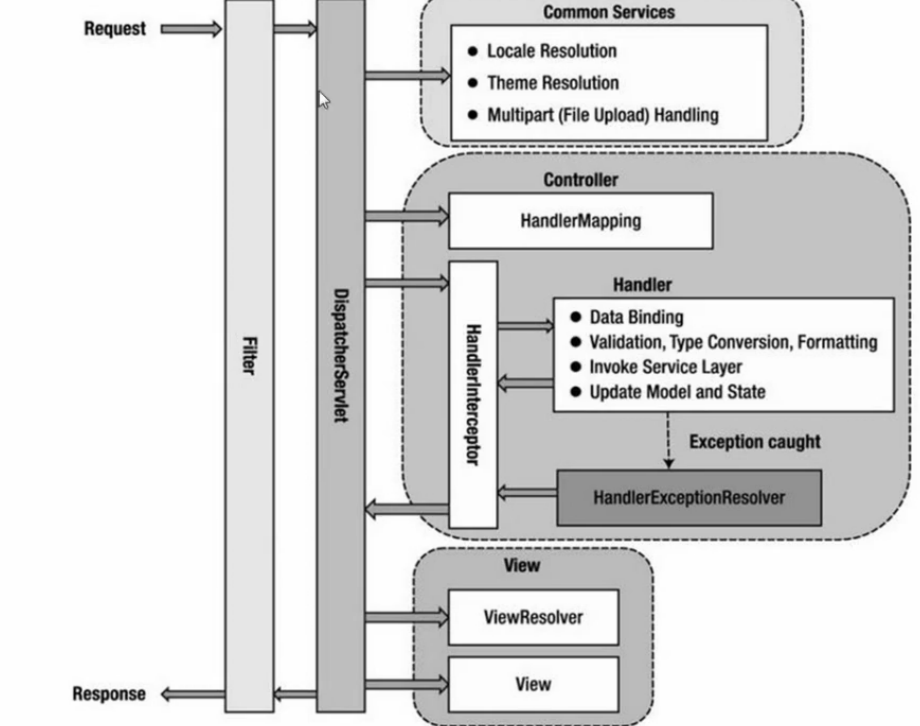 Request
Common Services
● Locale Resolution
● Theme Resolution
● Multipart (File Upload) Handling
Controller
HandlerMapping
Filter
DispatcherServlet
HandlerInterceptor
Handler
● Data Binding
● Validation, Type Conversion, Formatting
● Invoke Service Layer
● Update Model and State
Exception caught
HandlerExceptionResolver
View
ViewResolver
View
Response